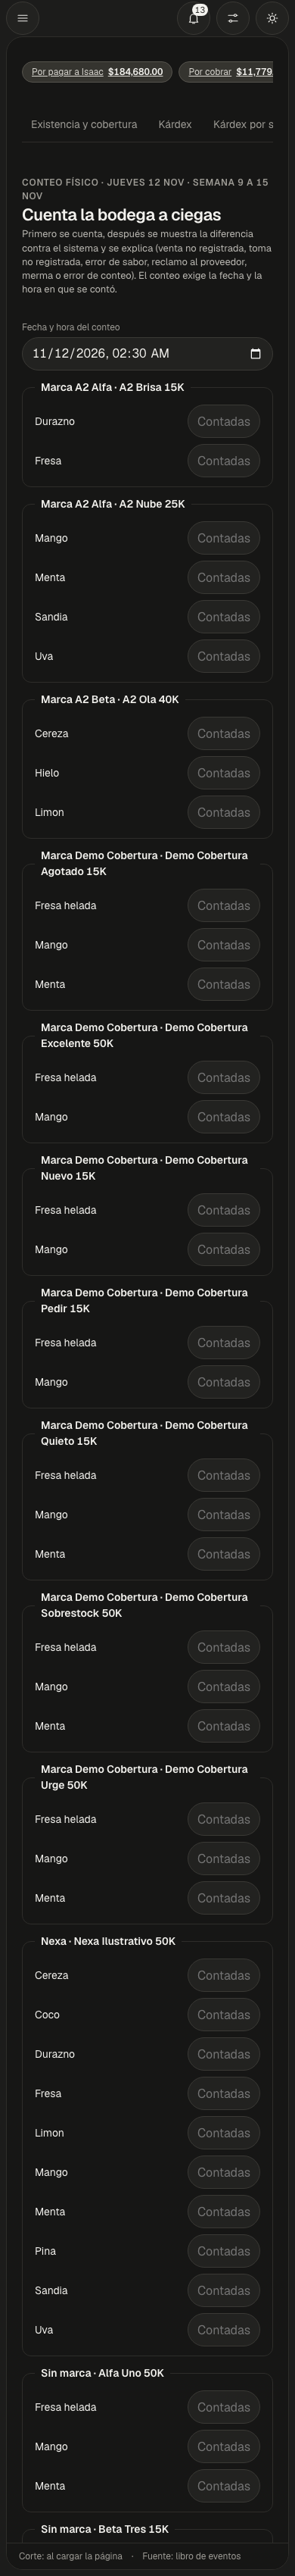 13
Por pagar a Isaac $184,680.00 Por cobrar $11,779
Existencia y cobertura Kárdex Kárdex por s
CONTEO FÍSICO · JUEVES 12 NOV · SEMANA 9 A 15
NOV
Cuenta la bodega a ciegas
Primero se cuenta, después se muestra la diferencia
contra el sistema y se explica (venta no registrada, toma
no registrada, error de sabor, reclamo al proveedor,
merma o error de conteo). El conteo exige la fecha y la
hora en que se contó.
Fecha y hora del conteo
11/12/2026, 02:30 AM
Marca A2 Alfa · A2 Brisa 15K
Durazno Contadas
Fresa Contadas
Marca A2 Alfa · A2 Nube 25K
Mango Contadas
Menta Contadas
Sandia Contadas
Uva Contadas
Marca A2 Beta · A2 Ola 40K
Cereza Contadas
Hielo Contadas
Limon Contadas
Marca Demo Cobertura · Demo Cobertura
Agotado 15K
Fresa helada Contadas
Mango Contadas
Menta Contadas
Marca Demo Cobertura · Demo Cobertura
Excelente 50K
Fresa helada Contadas
Mango Contadas
Marca Demo Cobertura · Demo Cobertura
Nuevo 15K
Fresa helada Contadas
Mango Contadas
Marca Demo Cobertura · Demo Cobertura
Pedir 15K
Fresa helada Contadas
Mango Contadas
Marca Demo Cobertura · Demo Cobertura
Quieto 15K
Fresa helada Contadas
Mango Contadas
Menta Contadas
Marca Demo Cobertura · Demo Cobertura
Sobrestock 50K
Fresa helada Contadas
Mango Contadas
Menta Contadas
Marca Demo Cobertura · Demo Cobertura
Urge 50K
Fresa helada Contadas
Mango Contadas
Menta Contadas
Nexa · Nexa Ilustrativo 50K
Cereza Contadas
Coco Contadas
Durazno Contadas
Fresa Contadas
Limon Contadas
Mango Contadas
Menta Contadas
Pina Contadas
Sandia Contadas
Uva Contadas
Sin marca · Alfa Uno 50K
Fresa helada Contadas
Mango Contadas
Menta Contadas
Sin marca · Beta Tres 15K
Corte: al cargar la página · Fuente: libro de eventos